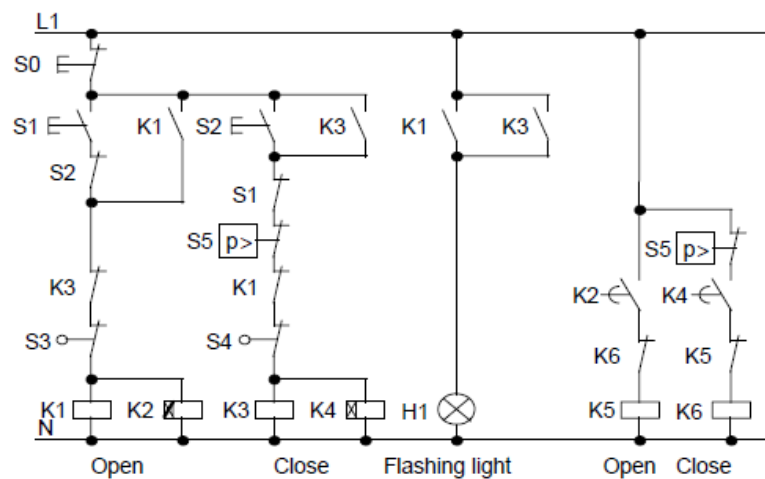 L1
S0
S1 K1 S2 K3 K1 K3
S2
S1
S5 p> S5 p>
K3 K1 K2 K4
S3 S4 K6 K5
K1 K2 K3 K4 H1 K5 K6
N
Open Close Flashing light Open Close